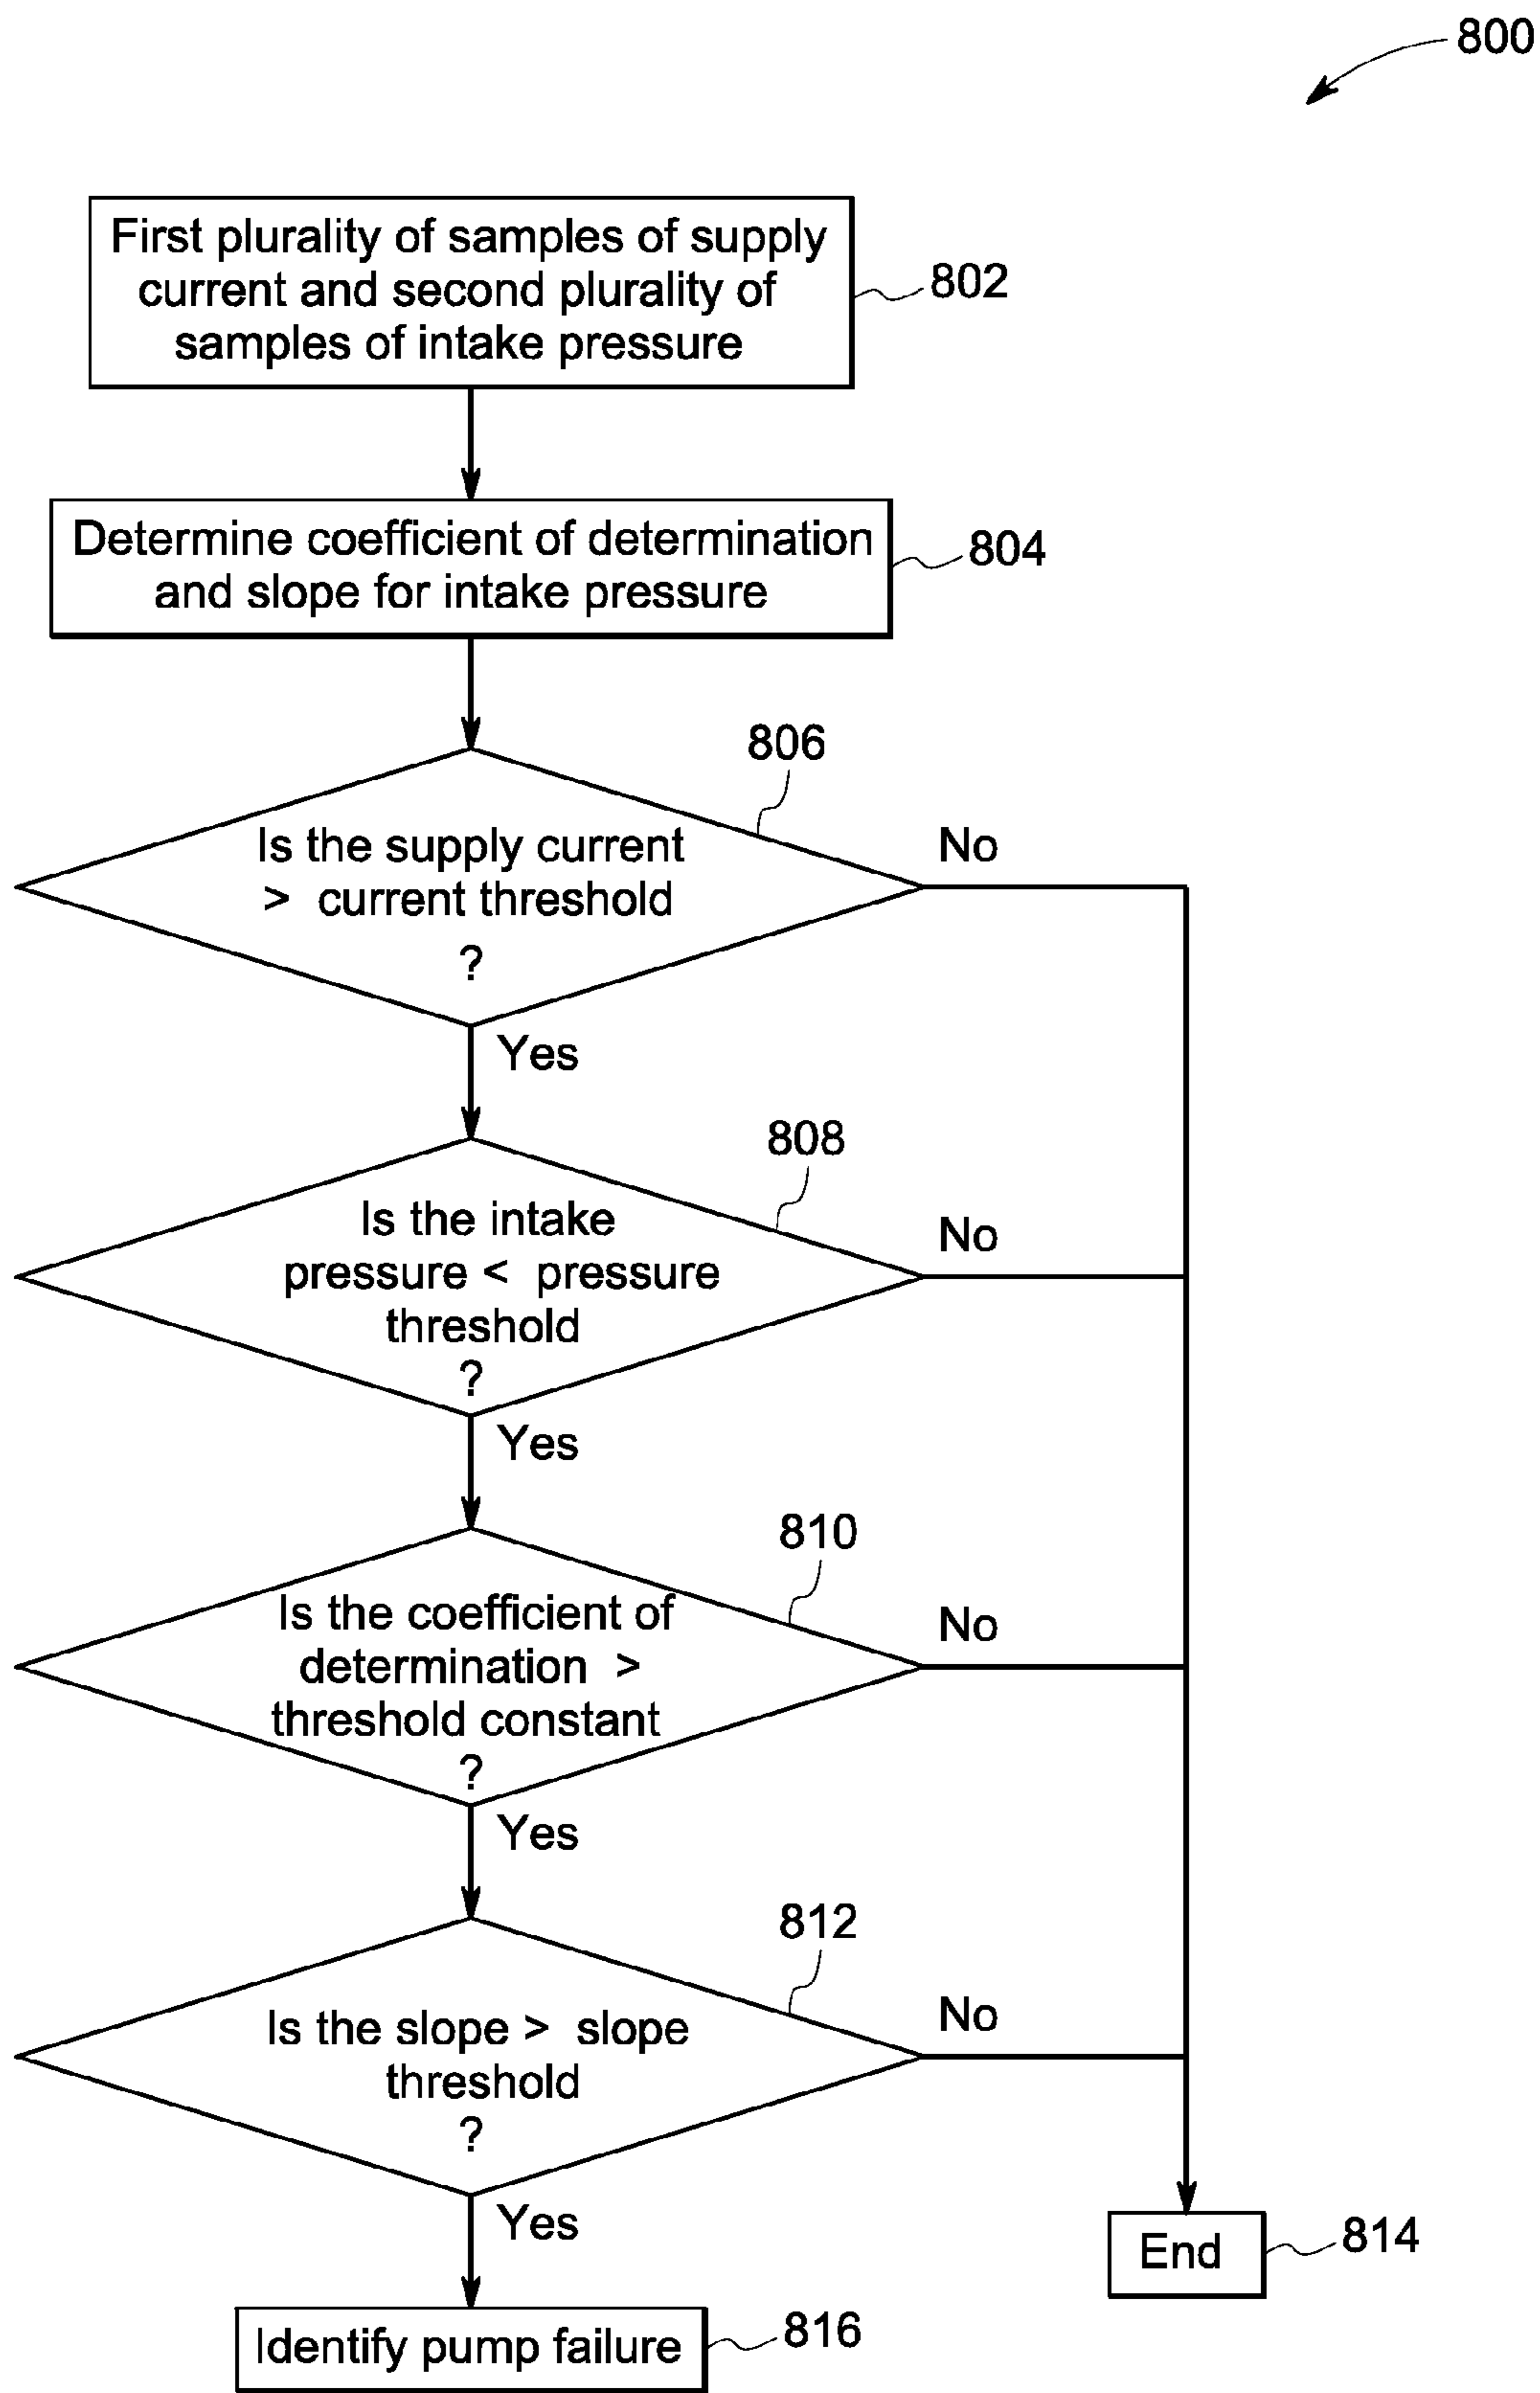 800
First plurality of samples of supply
current and second plurality of
samples of intake pressure
802
Determine coefficient of determination
and slope for intake pressure
804
806
Is the supply current
> current threshold
?
No
Yes
808
Is the intake
pressure < pressure
threshold
?
No
Yes
810
Is the coefficient of
determination >
threshold constant
?
No
Yes
812
Is the slope > slope
threshold
?
No
Yes
End
814
Identify pump failure
816